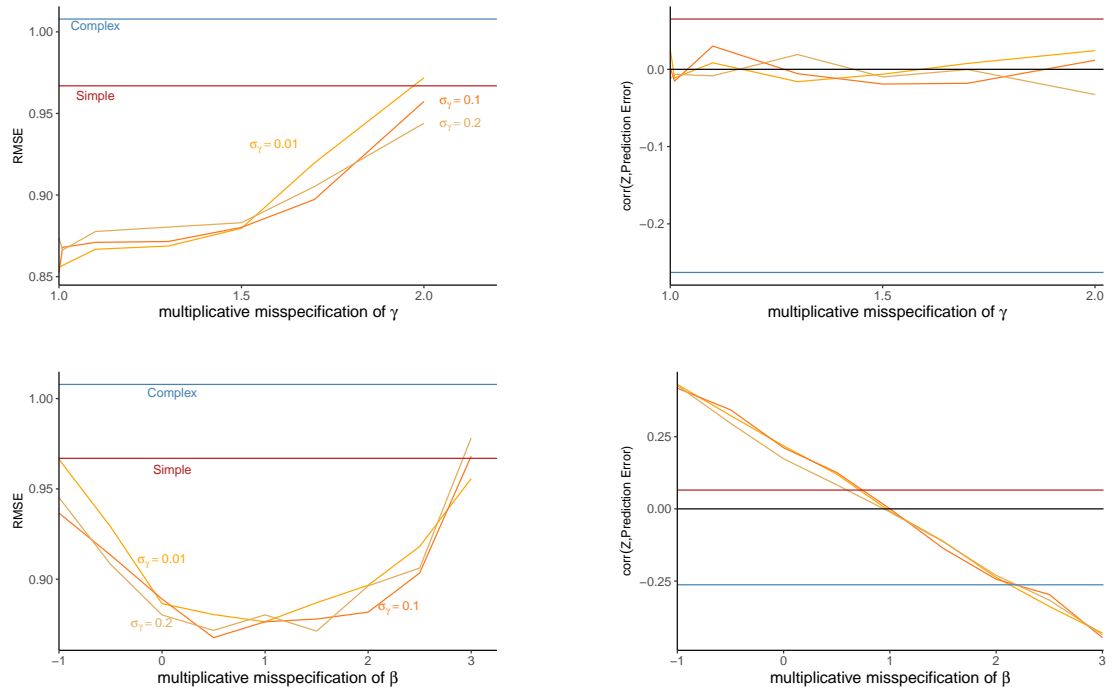 1.00
0.95
0.90
0.85
RMSE
Complex
Simple
σγ = 0.01
σγ = 0.1
σγ = 0.2
1.0
1.5
2.0
multiplicative misspecification of γ
0.0
−0.1
−0.2
corr(Z,Prediction Error)
1.0
1.5
2.0
multiplicative misspecification of γ
1.00
0.95
0.90
RMSE
Complex
Simple
σγ = 0.01
σγ = 0.2
σγ = 0.1
−1
0
1
2
3
multiplicative misspecification of β
0.25
0.00
−0.25
corr(Z,Prediction Error)
−1
0
1
2
3
multiplicative misspecification of β